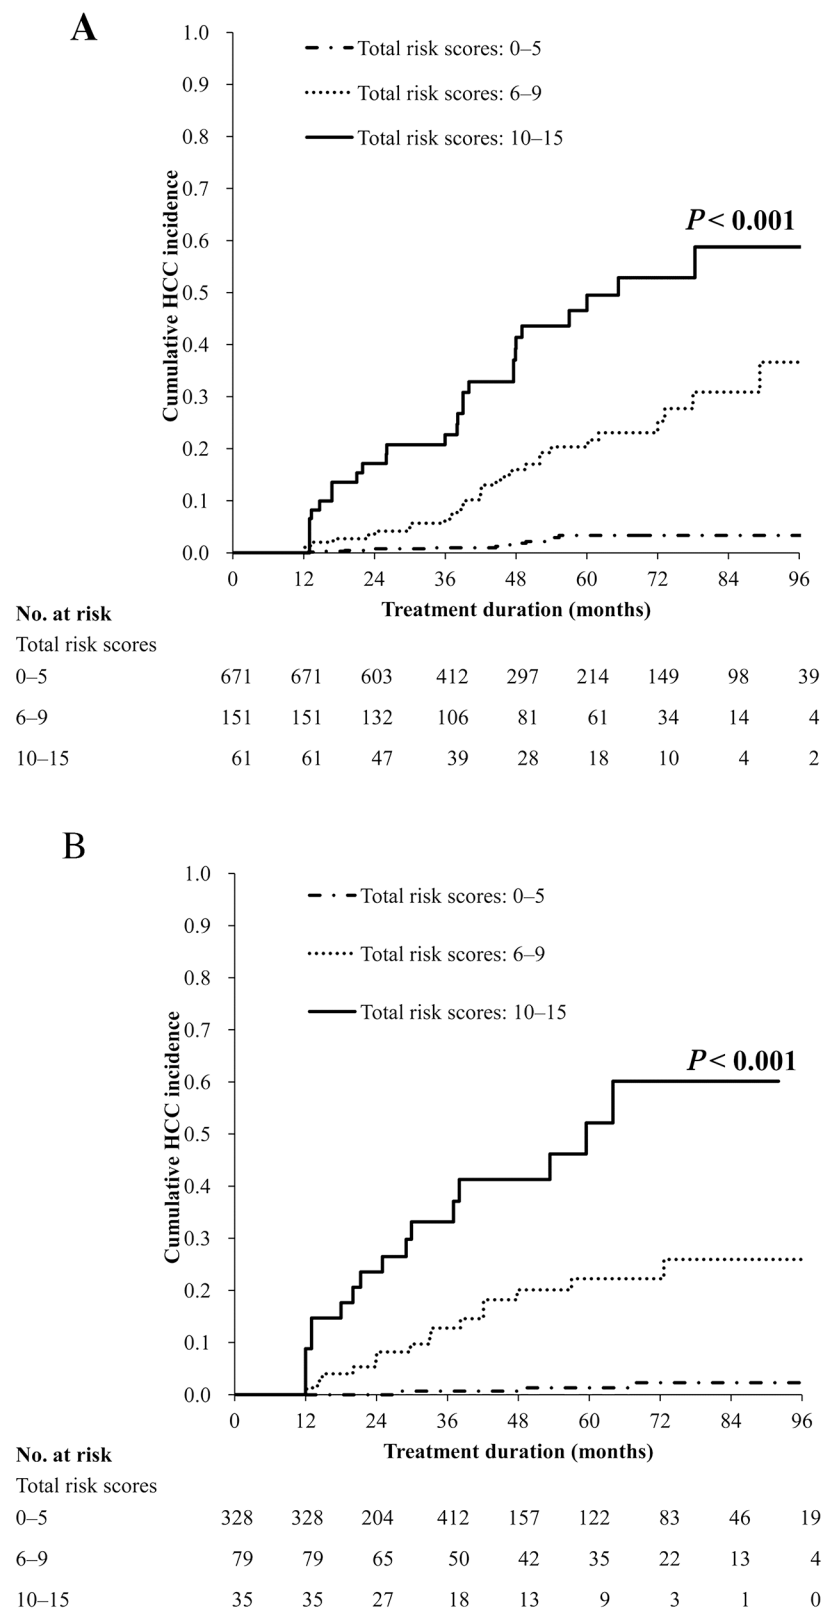 A
1.0
Total risk scores: 0–5
0.9
Total risk scores: 6–9
0.8
Total risk scores: 10–15
0.7
P < 0.001
0.6
0.5
0.4
0.3
0.2
0.1
0.0
Cumulative HCC incidence
0 12 24 36 48 60 72 84 96
Treatment duration (months)
No. at risk
Total risk scores
0–5 671 671 603 412 297 214 149 98 39
6–9 151 151 132 106 81 61 34 14 4
10–15 61 61 47 39 28 18 10 4 2
B
1.0
Total risk scores: 0–5
0.9
Total risk scores: 6–9
0.8
Total risk scores: 10–15
0.7
P < 0.001
0.6
0.5
0.4
0.3
0.2
0.1
0.0
Cumulative HCC incidence
0 12 24 36 48 60 72 84 96
Treatment duration (months)
No. at risk
Total risk scores
0–5 328 328 204 412 157 122 83 46 19
6–9 79 79 65 50 42 35 22 13 4
10–15 35 35 27 18 13 9 3 1 0